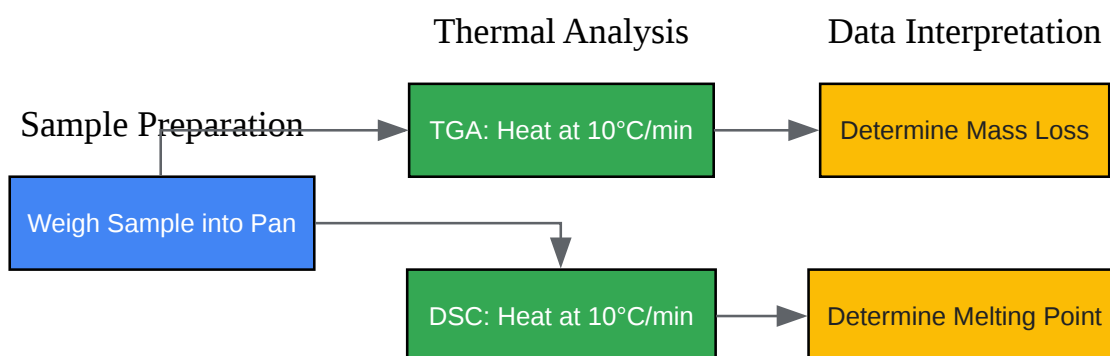 Thermal Analysis
Data Interpretation
Sample Preparation
TGA: Heat at 10°C/min
Determine Mass Loss
Weigh Sample into Pan
DSC: Heat at 10°C/min
Determine Melting Point